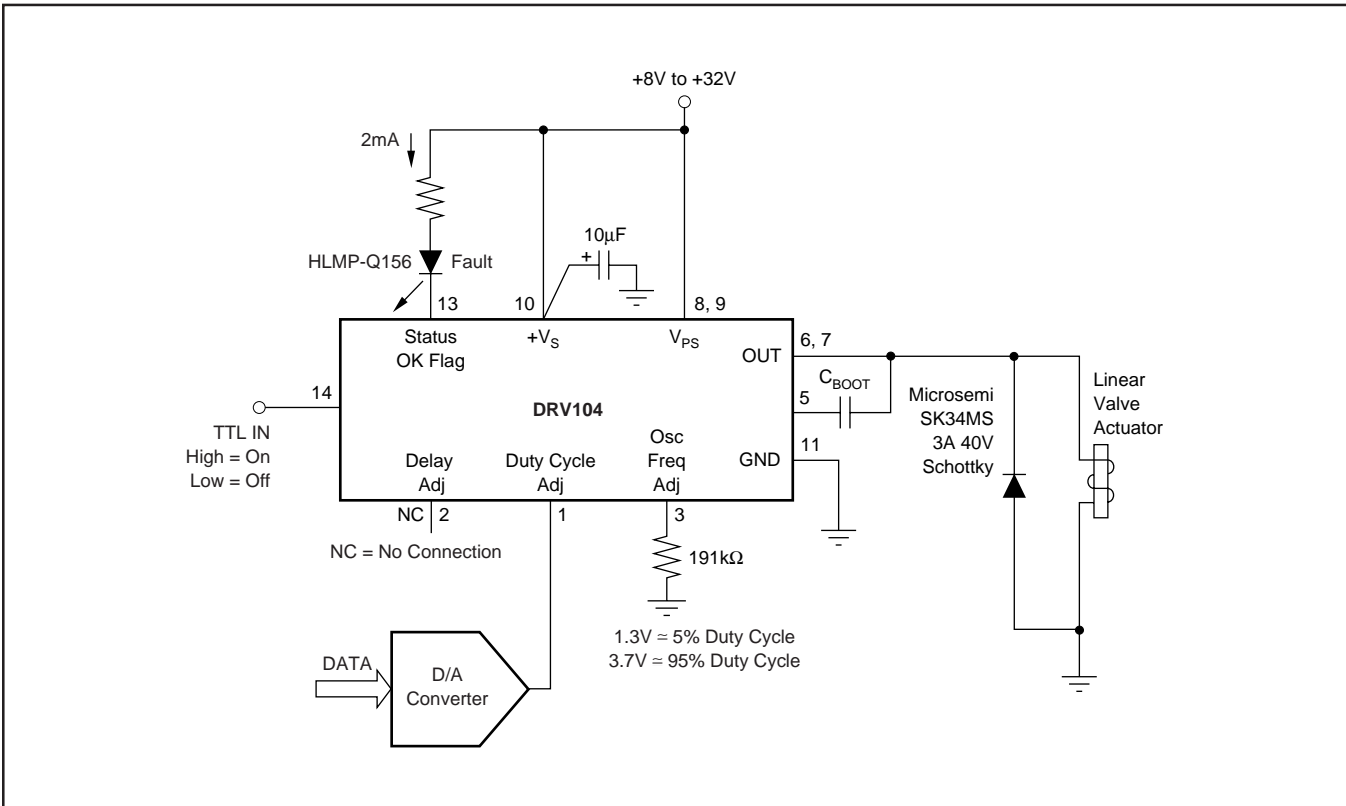 +8V to +32V
2mA
10µF
+
HLMP-Q156
Fault
13
10
8, 9
Status
OK Flag
+VS
VPS
OUT
6, 7
CBOOT
5
Microsemi
SK34MS
3A 40V
Schottky
Linear
Valve
Actuator
14
TTL IN
High = On
Low = Off
DRV104
Delay
Adj
Duty Cycle
Adj
Osc
Freq
Adj
GND
11
NC
2
1
3
NC = No Connection
191kΩ
1.3V ≃ 5% Duty Cycle
3.7V ≃ 95% Duty Cycle
DATA
D/A
Converter